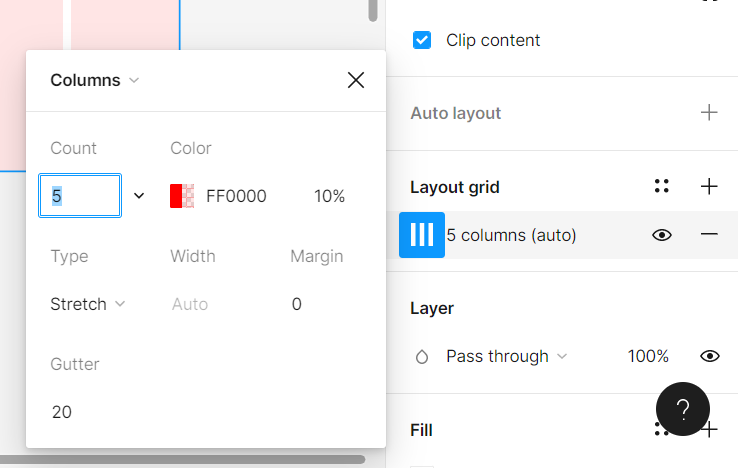 Columns
Count
Color
5
FF0000
10%
Type
Width
Margin
Stretch
Auto
0
Gutter
20
Clip content
Auto layout
Layout grid
5 columns (auto)
Layer
Pass through
100%
?
Fill